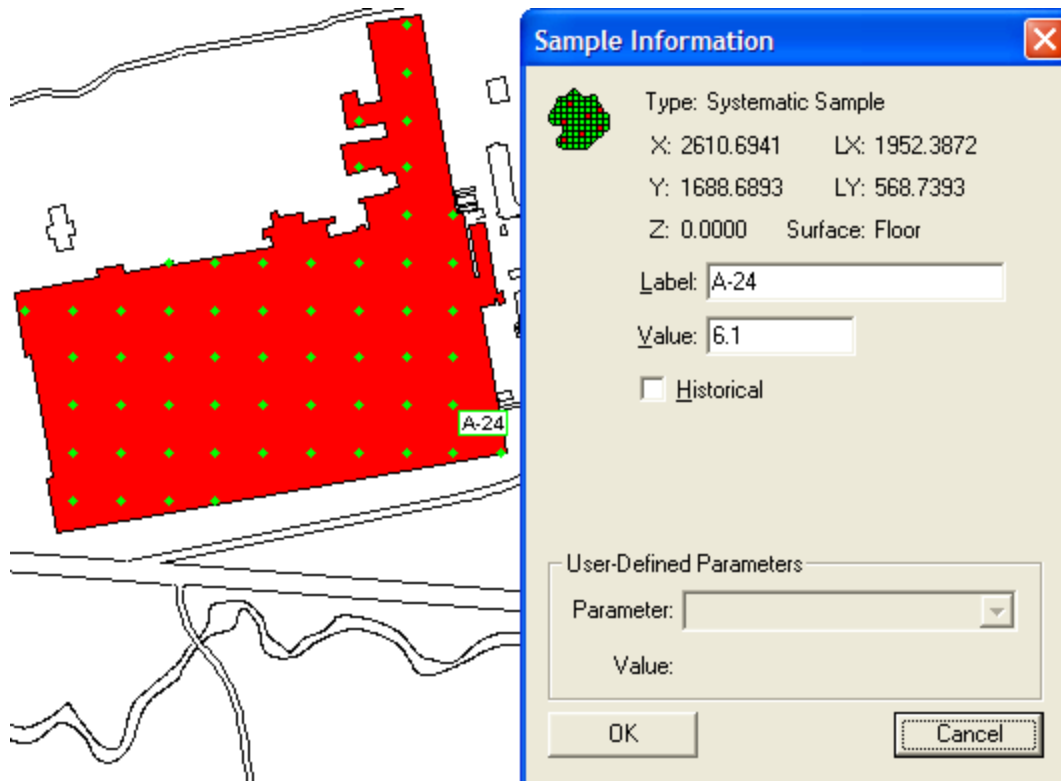 Sample Information
Type: Systematic Sample
X: 2610.6941 LX: 1952.3872
Y: 1688.6893 LY: 568.7393
Z: 0.0000 Surface: Floor
Label: A-24
Value: 6.1
Historical
A-24
User-Defined Parameters
Parameter:
Value:
OK Cancel